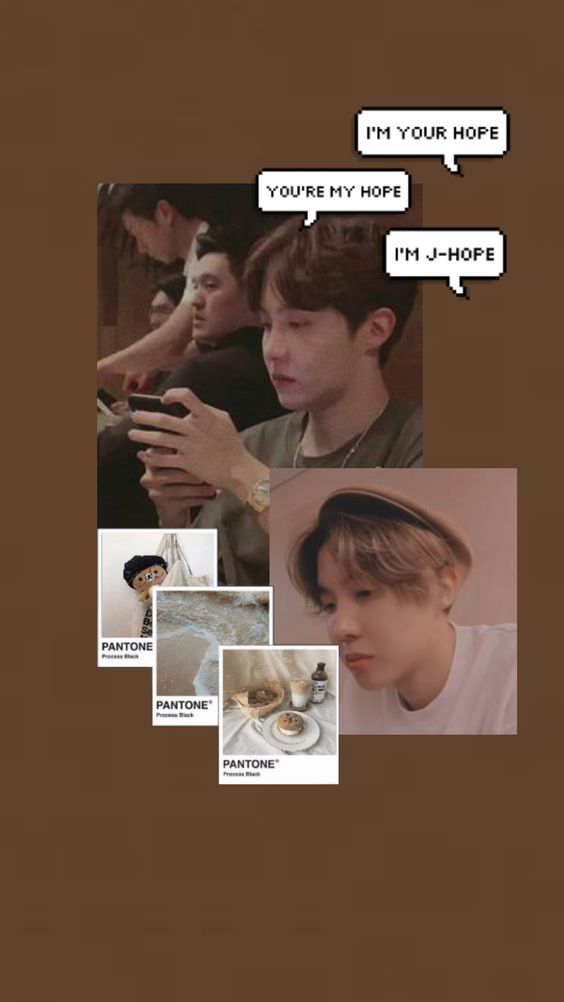 I'M YOUR HOPE
YOU'RE MY HOPE
I'M J-HOPE
PANTONE
Process Black
PANTONE®
Process Black
PANTONE®
Process Black